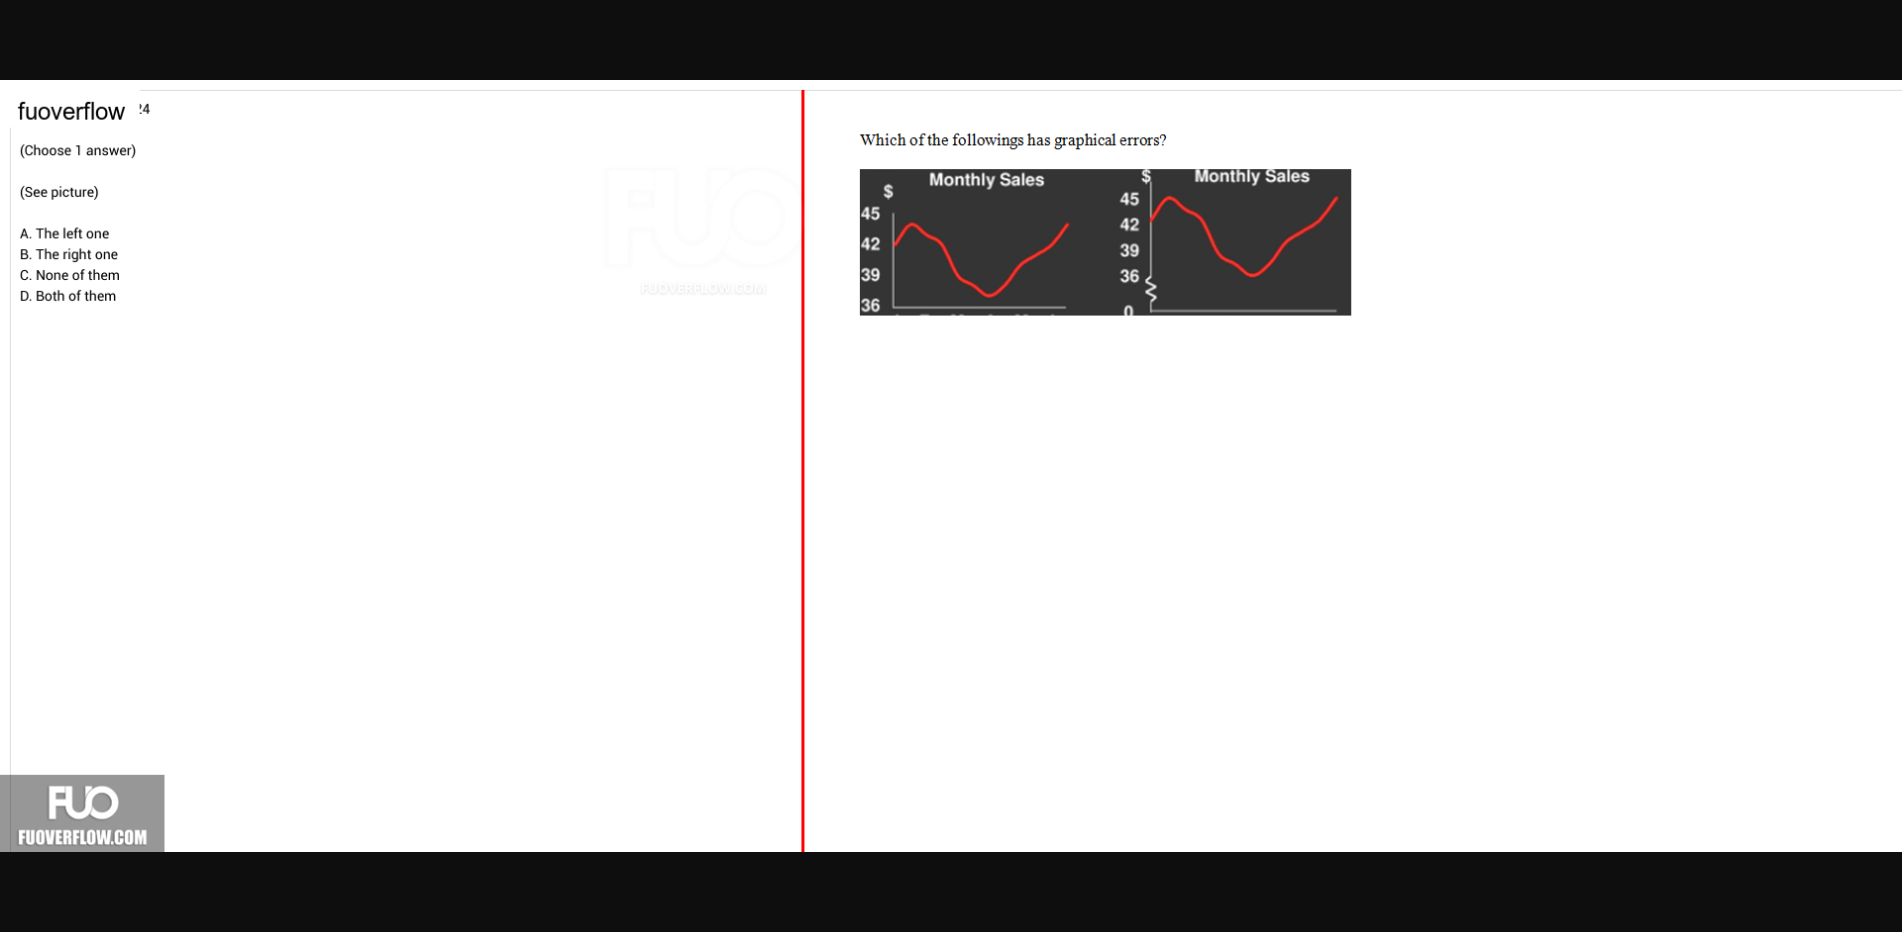 fuoverflow
24
(Choose 1 answer)
(See picture)
A. The left one
B. The right one
C. None of them
D. Both of them
FUO
FUOVERFLOW.COM
Which of the followings has graphical errors?
Monthly Sales
$
45
42
39
36
Monthly Sales
$
45
42
39
36
0
FUO
FUOVERFLOW.COM